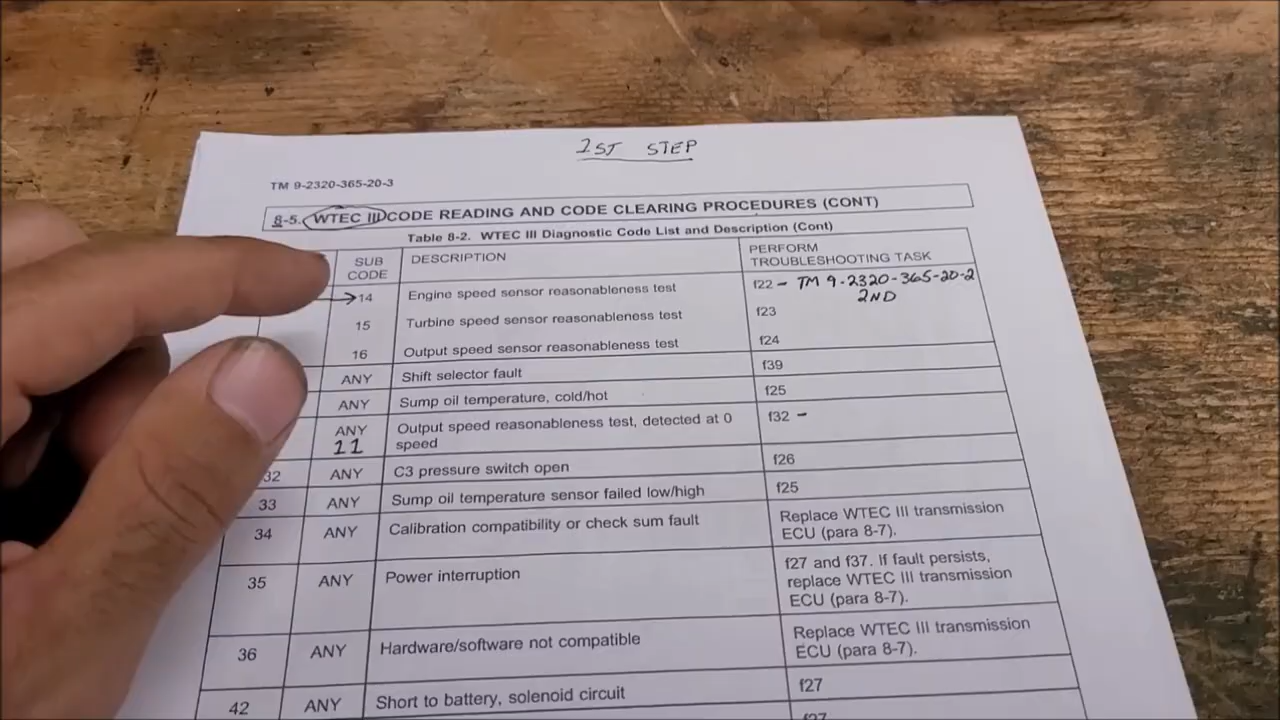 1ST STEP
TM 9-2320-365-20-3
8-5. WTEC III CODE READING AND CODE CLEARING PROCEDURES (CONT)
Table 8-2. WTEC III Diagnostic Code List and Description (Cont)
SUB CODE DESCRIPTION PERFORM TROUBLESHOOTING TASK
14 Engine speed sensor reasonableness test f22 - TM 9-2320-365-20-2
2ND
15 Turbine speed sensor reasonableness test f23
16 Output speed sensor reasonableness test f24
ANY Shift selector fault f39
ANY Sump oil temperature, cold/hot f25
ANY Output speed reasonableness test, detected at 0 f32 -
11 speed
32 ANY C3 pressure switch open f26
33 ANY Sump oil temperature sensor failed low/high f25
34 ANY Calibration compatibility or check sum fault Replace WTEC III transmission
ECU (para 8-7).
35 ANY Power interruption f27 and f37. If fault persists,
replace WTEC III transmission
ECU (para 8-7).
36 ANY Hardware/software not compatible Replace WTEC III transmission
ECU (para 8-7).
42 ANY Short to battery, solenoid circuit f27
f27